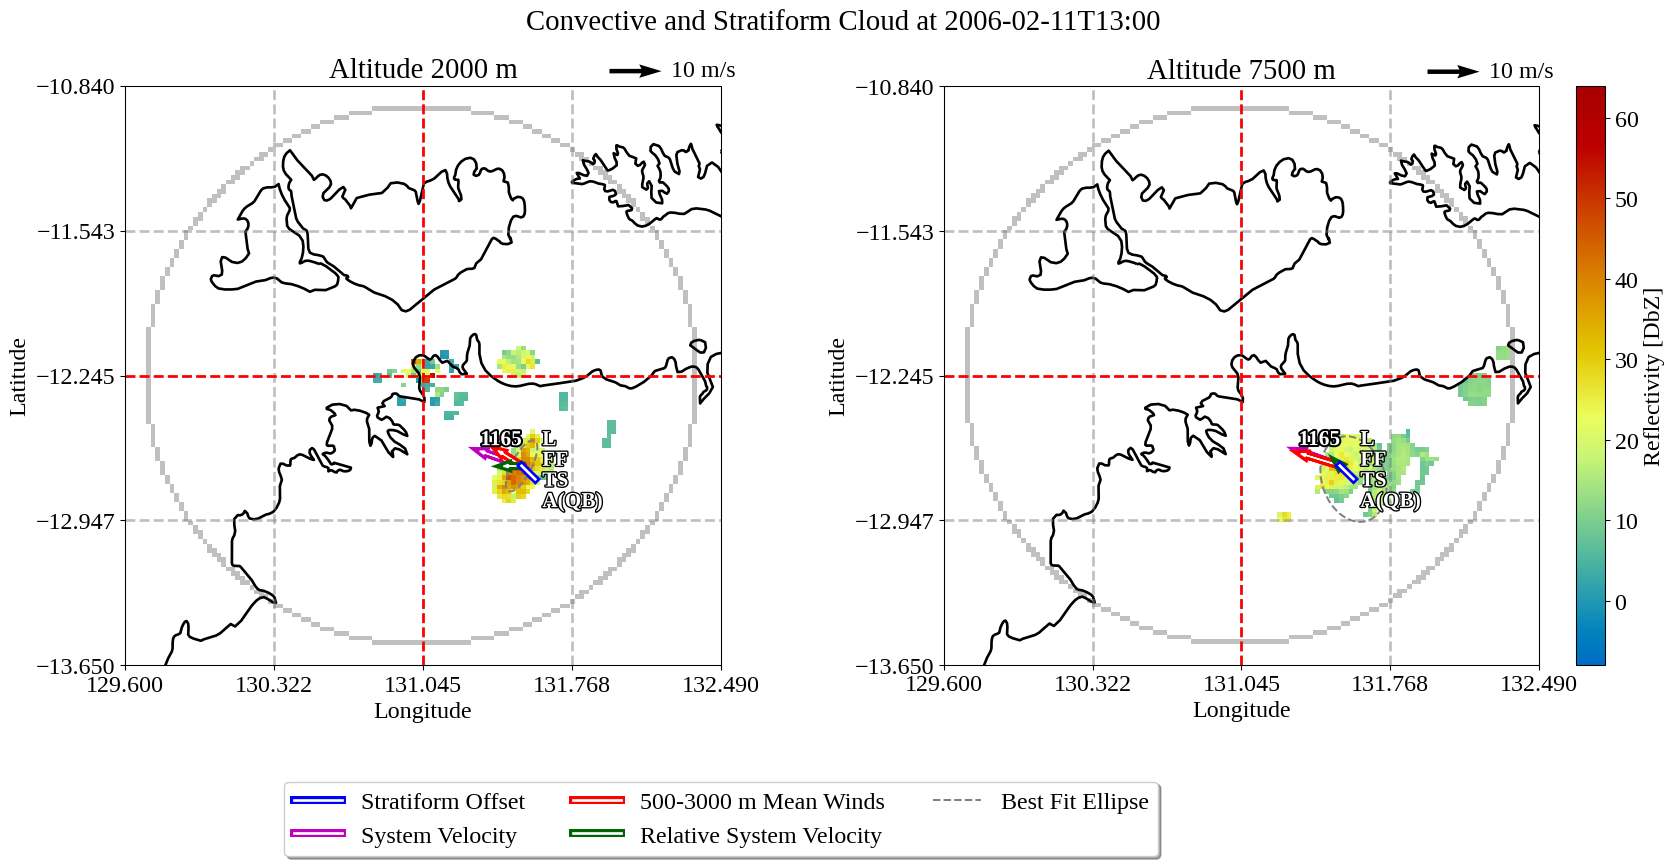 Convective and Stratiform Cloud at 2006-02-11T13:00
Altitude 2000 m
10 m/s
Altitude 7500 m
10 m/s
−10.840
−11.543
−12.245
−12.947
−13.650
Latitude
129.600
130.322
131.045
131.768
132.490
Longitude
1165
L
FF
TS
A(QB)
−10.840
−11.543
−12.245
−12.947
−13.650
Latitude
129.600
130.322
131.045
131.768
132.490
Longitude
1165
L
FF
TS
A(QB)
60
50
40
30
20
10
0
Reflectivity [DbZ]
Stratiform Offset
500-3000 m Mean Winds
Best Fit Ellipse
System Velocity
Relative System Velocity